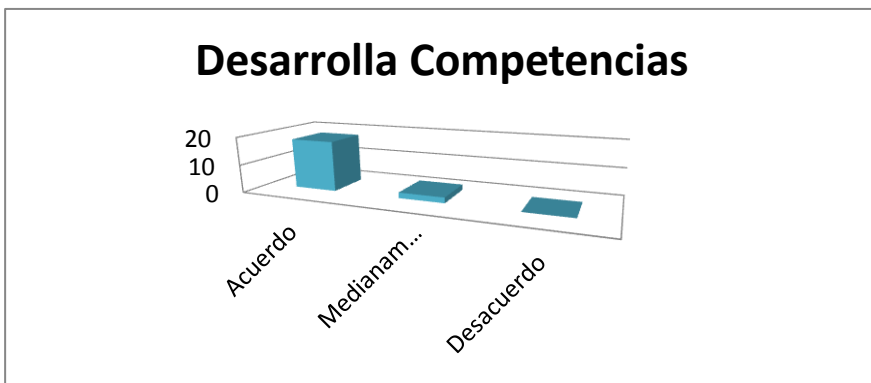 Desarrolla Competencias
20
10
0
Acuerdo
Medianam...
Desacuerdo